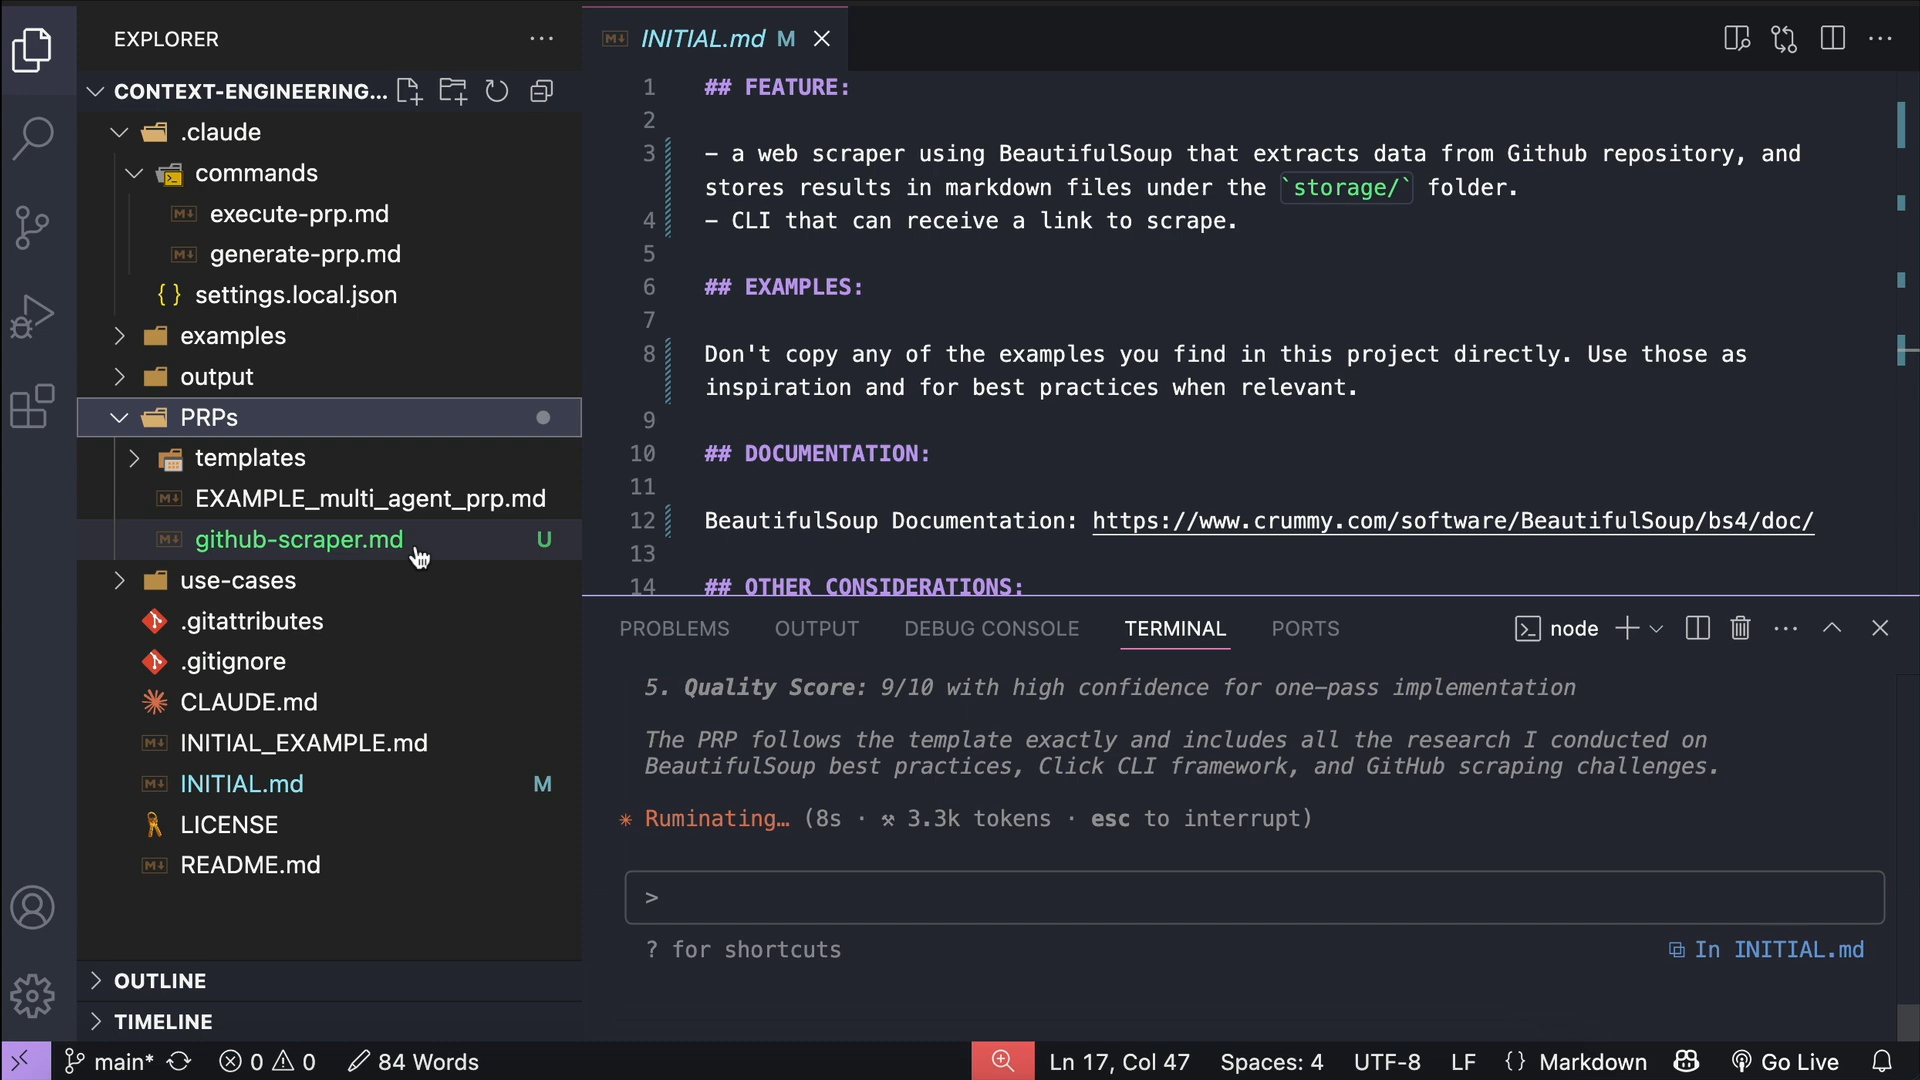 EXPLORER
CONTEXT-ENGINEERING...
.claude
commands
execute-prp.md
generate-prp.md
{} settings.local.json
examples
output
PRPs
templates
EXAMPLE_multi_agent_prp.md
github-scraper.md U
use-cases
.gitattributes
.gitignore
CLAUDE.md
INITIAL_EXAMPLE.md
INITIAL.md M
LICENSE
README.md
OUTLINE
TIMELINE
INITIAL.md M
1 ## FEATURE:
2
3 – a web scraper using BeautifulSoup that extracts data from Github repository, and
stores results in markdown files under the `storage/` folder.
4 – CLI that can receive a link to scrape.
5
6 ## EXAMPLES:
7
8 Don't copy any of the examples you find in this project directly. Use those as
inspiration and for best practices when relevant.
9
10 ## DOCUMENTATION:
11
12 BeautifulSoup Documentation: https://www.crummy.com/software/BeautifulSoup/bs4/doc/
13
14 ## OTHER CONSIDERATIONS:
PROBLEMS OUTPUT DEBUG CONSOLE TERMINAL PORTS node
5. Quality Score: 9/10 with high confidence for one-pass implementation
The PRP follows the template exactly and includes all the research I conducted on
BeautifulSoup best practices, Click CLI framework, and GitHub scraping challenges.
✳ Ruminating… (8s · ⚒ 3.3k tokens · esc to interrupt)
>
? for shortcuts
⧉ In INITIAL.md
main* 0 0 84 Words Ln 17, Col 47 Spaces: 4 UTF-8 LF {} Markdown Go Live